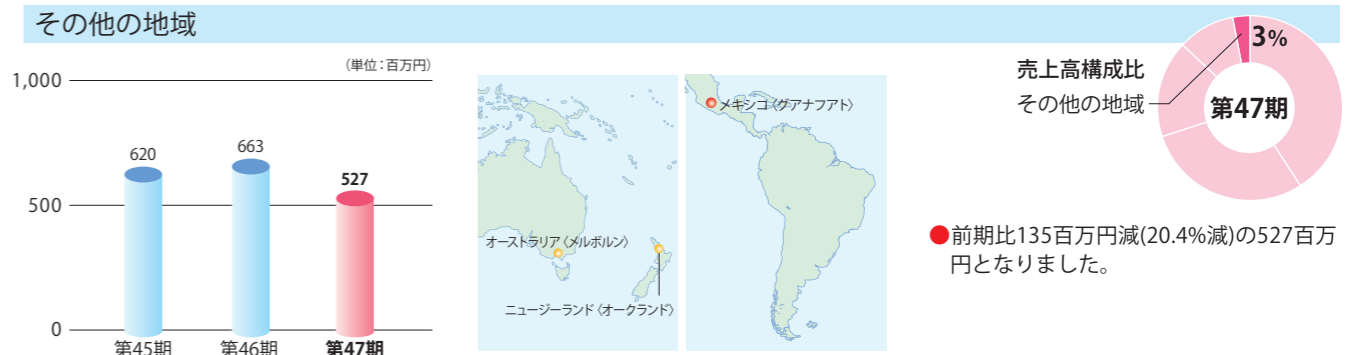 その他の地域
(単位：百万円)
1,000
500
0
620
663
527
第45期
第46期
第47期
オーストラリア〈メルボルン〉
ニュージーランド〈オークランド〉
メキシコ〈グアナフアト〉
3%
売上高構成比
その他の地域
第47期
●前期比135百万円減(20.4%減)の527百万
円となりました。